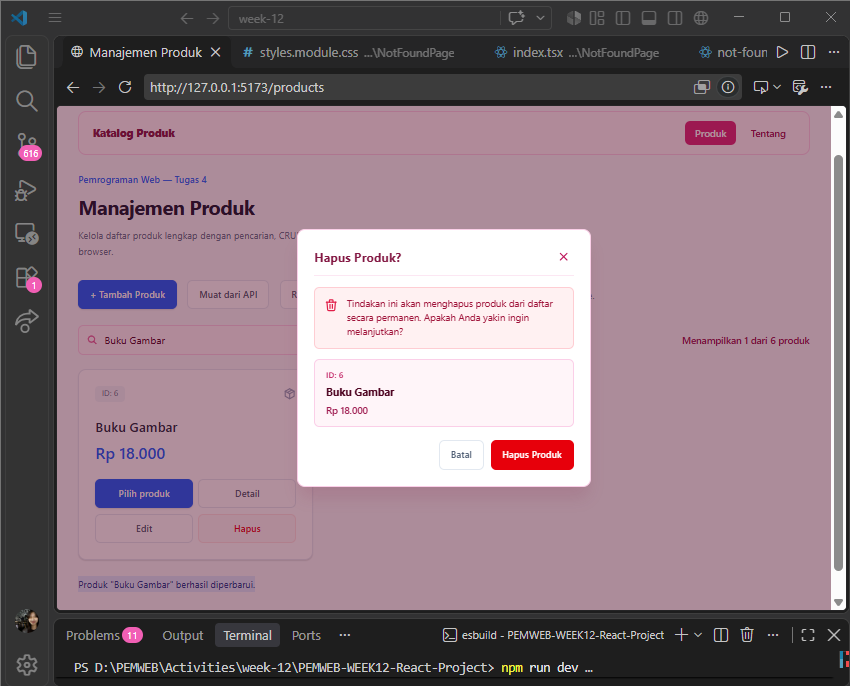 week-12
Manajemen Produk
# styles.module.css ...\NotFoundPage
index.tsx ...\NotFoundPage
not-foun
http://127.0.0.1:5173/products
616
1
Katalog Produk
Produk
Tentang
Pemrograman Web — Tugas 4
Manajemen Produk
Kelola daftar produk lengkap dengan pencarian, CRU
browser.
+ Tambah Produk
Muat dari API
R
Buku Gambar
Menampilkan 1 dari 6 produk
ID: 6
Buku Gambar
Rp 18.000
Pilih produk
Detail
Edit
Hapus
Produk "Buku Gambar" berhasil diperbarui.
Hapus Produk?
Tindakan ini akan menghapus produk dari daftar
secara permanen. Apakah Anda yakin ingin
melanjutkan?
ID: 6
Buku Gambar
Rp 18.000
Batal
Hapus Produk
Problems 11
Output
Terminal
Ports
esbuild - PEMWEB-WEEK12-React-Project
PS D:\PEMWEB\Activities\week-12\PEMWEB-WEEK12-React-Project> npm run dev …